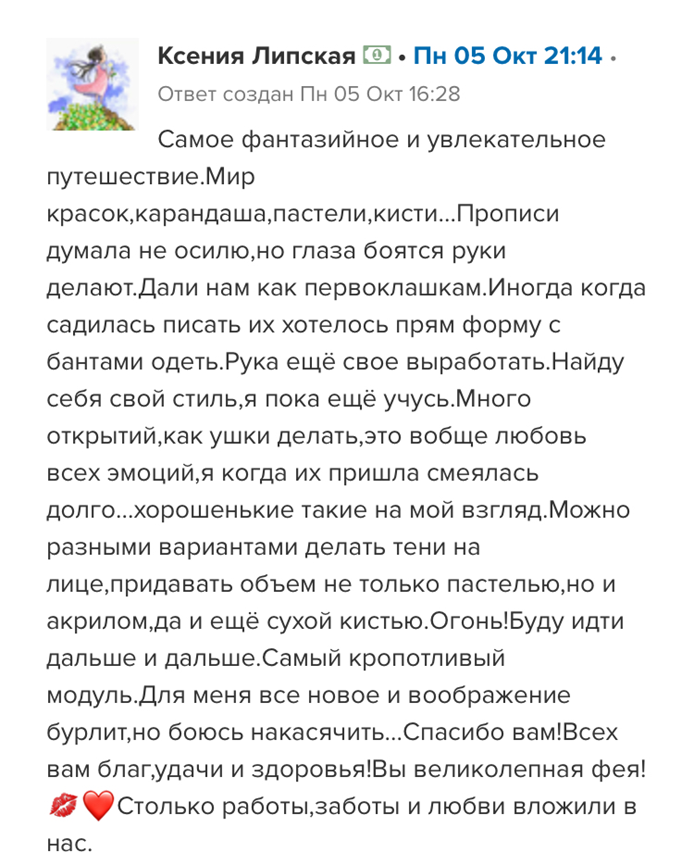 Ксения Липская • Пн 05 Окт 21:14 •
Ответ создан Пн 05 Окт 16:28
Самое фантазийное и увлекательное
путешествие.Мир
красок,карандаша,пастели,кисти...Прописи
думала не осилю,но глаза боятся руки
делают.Дали нам как первоклашкам.Иногда когда
садилась писать их хотелось прям форму с
бантами одеть.Рука ещё свое выработать.Найду
себя свой стиль,я пока ещё учусь.Много
открытий,как ушки делать,это вобще любовь
всех эмоций,я когда их пришла смеялась
долго...хорошенькие такие на мой взгляд.Можно
разными вариантами делать тени на
лице,придавать объем не только пастелью,но и
акрилом,да и ещё сухой кистью.Огонь!Буду идти
дальше и дальше.Самый кропотливый
модуль.Для меня все новое и воображение
бурлит,но боюсь накасячить...Спасибо вам!Всех
вам благ,удачи и здоровья!Вы великолепная фея!
💋❤️Столько работы,заботы и любви вложили в
нас.